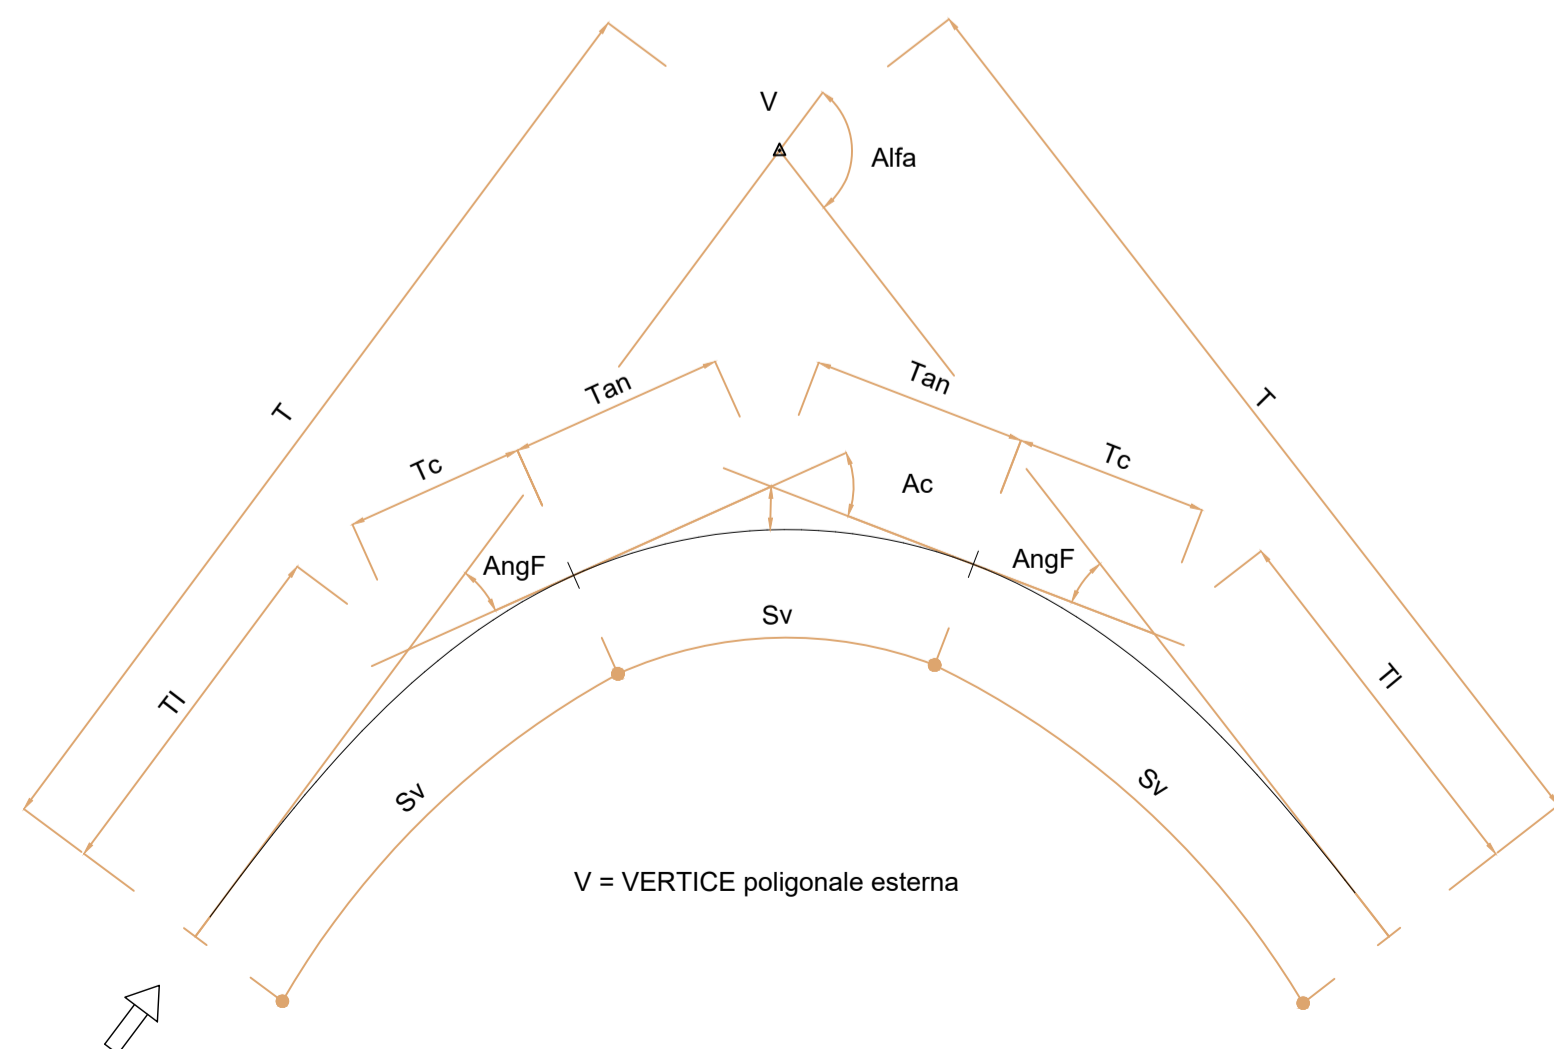 V
Alfa
T
T
Tan
Tan
Tc
Tc
Ac
AngF
AngF
Sv
Tl
Tl
Sv
Sv
V = VERTICE poligonale esterna